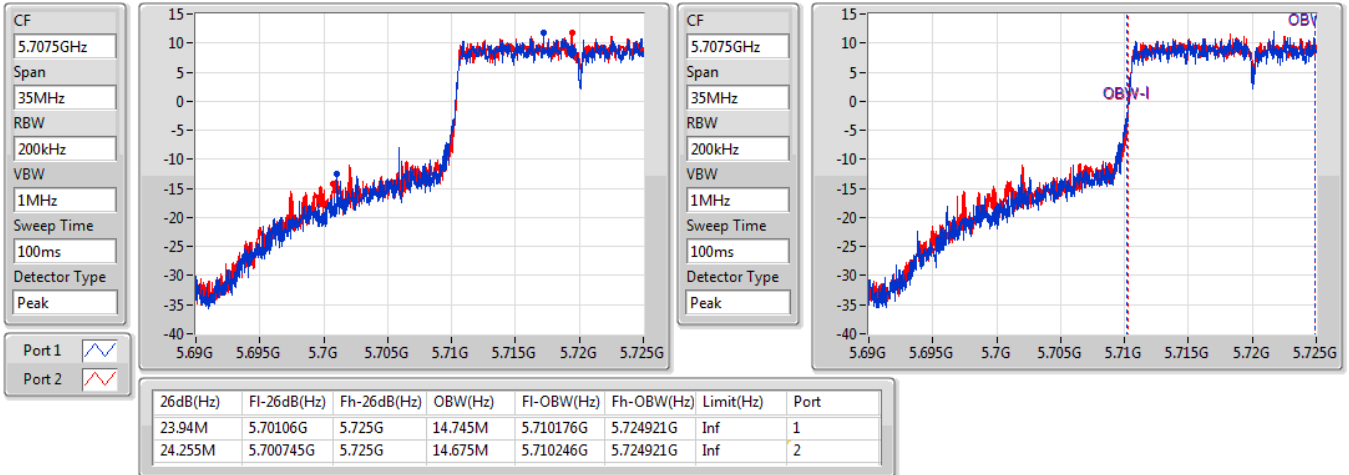 CF
5.7075GHz
Span
35MHz
RBW
200kHz
VBW
1MHz
Sweep Time
100ms
Detector Type
Peak
Port 1
Port 2
15
10
5
0
-5
-10
-15
-20
-25
-30
-35
-40
5.69G 5.695G 5.7G 5.705G 5.71G 5.715G 5.72G 5.725G
CF
5.7075GHz
Span
35MHz
RBW
200kHz
VBW
1MHz
Sweep Time
100ms
Detector Type
Peak
15
10
5
0
-5
-10
-15
-20
-25
-30
-35
-40
OBW
OBW-l
5.69G 5.695G 5.7G 5.705G 5.71G 5.715G 5.72G 5.725G
26dB(Hz) Fl-26dB(Hz) Fh-26dB(Hz) OBW(Hz) Fl-OBW(Hz) Fh-OBW(Hz) Limit(Hz) Port
23.94M 5.70106G 5.725G 14.745M 5.710176G 5.724921G Inf 1
24.255M 5.700745G 5.725G 14.675M 5.710246G 5.724921G Inf 2